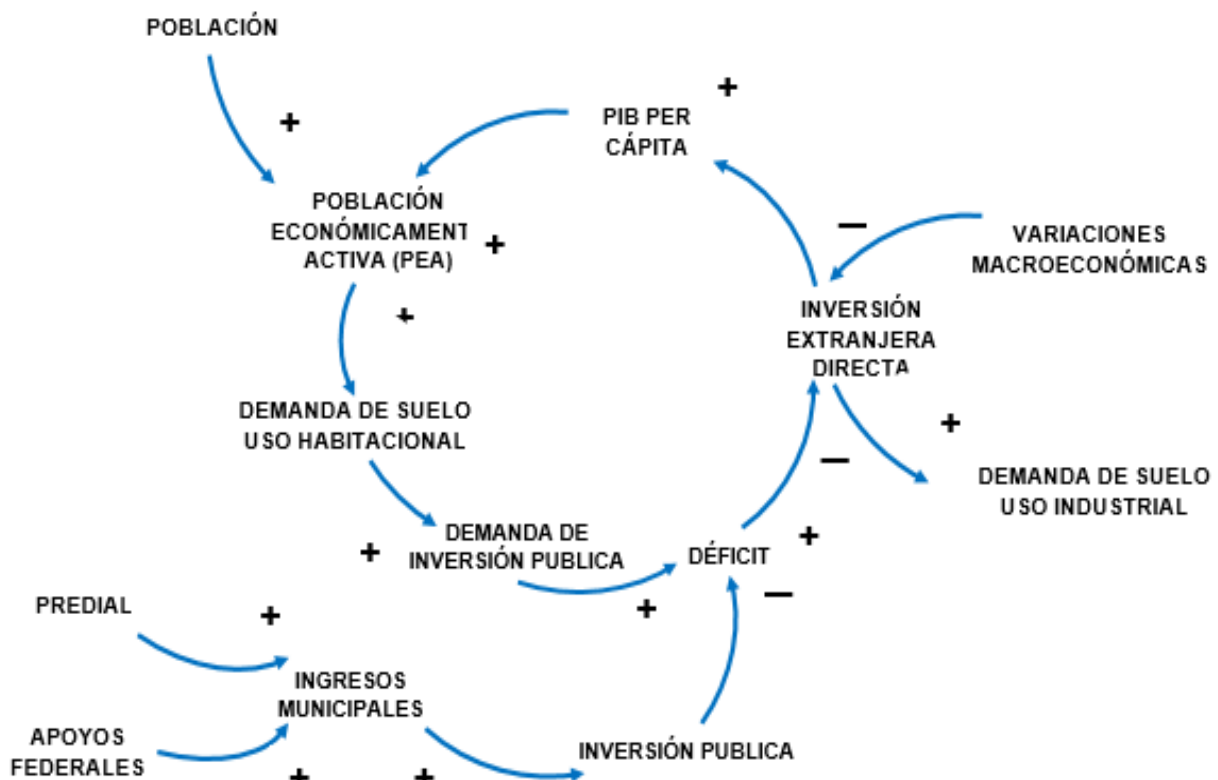 POBLACIÓN
+
+
PIB PER
CÁPITA
POBLACIÓN
ECONÓMICAMENT
ACTIVA (PEA)
+
+
—
VARIACIONES
MACROECONÓMICAS
INVERSIÓN
EXTRANJERA
DIRECTA
DEMANDA DE SUELO
USO HABITACIONAL
+
—
DEMANDA DE SUELO
USO INDUSTRIAL
+
DEMANDA DE
INVERSIÓN PUBLICA
DÉFICIT
+
+
—
PREDIAL
+
INGRESOS
MUNICIPALES
APOYOS
FEDERALES
+
+
INVERSIÓN PUBLICA